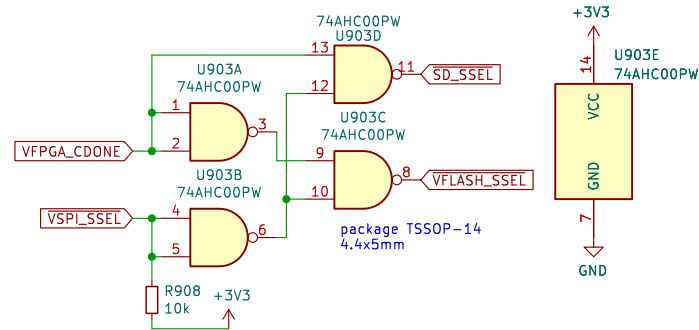 74AHC00PW
U903D
+3V3
U903A
74AHC00PW
13
12
11
SD_SSEL
U903E
74AHC00PW
14
VCC
GND
7
GND
1
2
3
VFPGA_CDONE
U903C
74AHC00PW
9
10
8
VFLASH_SSEL
U903B
74AHC00PW
VSPI_SSEL
4
5
6
package TSSOP-14
4.4x5mm
R908
10k
+3V3